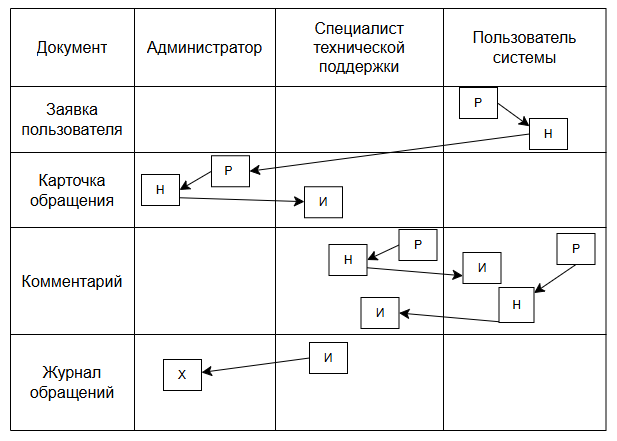 Документ
Администратор
Специалист
технической
поддержки
Пользователь
системы
Заявка
пользователя
Р
Н
Карточка
обращения
Р
Н
И
Комментарий
Р
Н
И
Р
Н
И
Журнал
обращений
И
Х